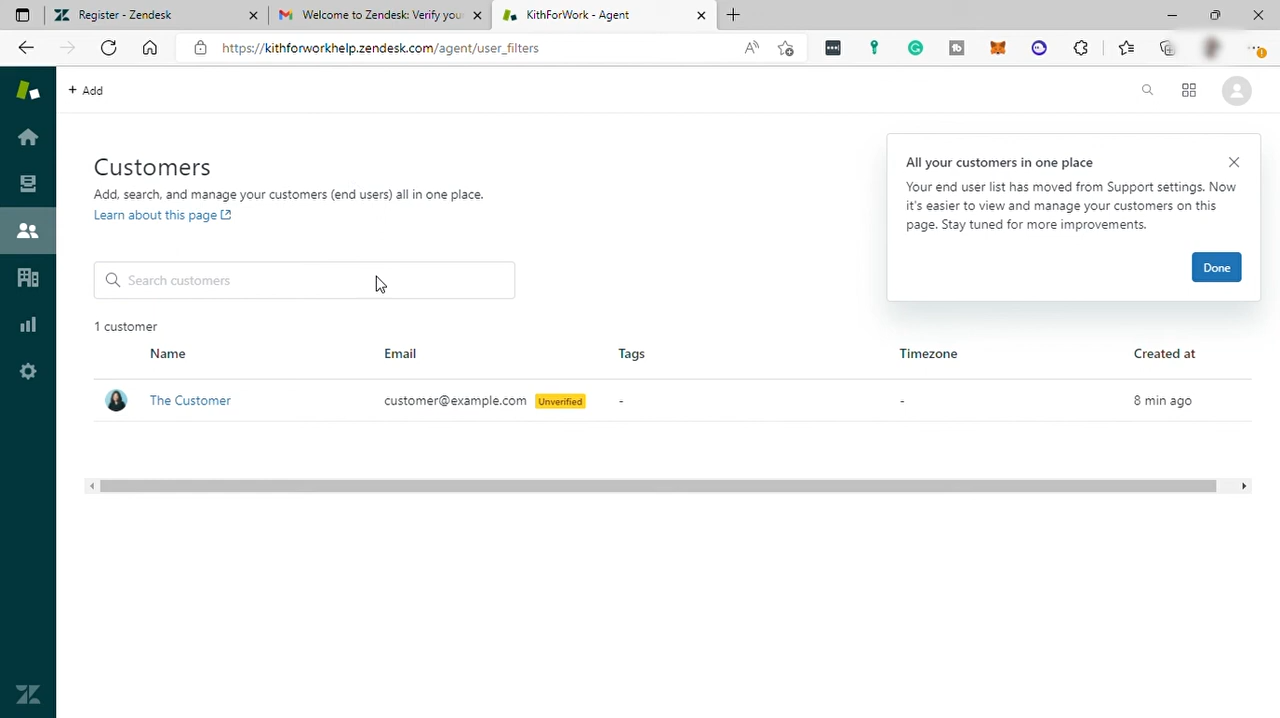 Register - Zendesk
Welcome to Zendesk: Verify you
KithForWork - Agent
https://kithforworkhelp.zendesk.com/agent/user_filters
+ Add
Customers
Add, search, and manage your customers (end users) all in one place.
Learn about this page
All your customers in one place
Your end user list has moved from Support settings. Now
it's easier to view and manage your customers on this
page. Stay tuned for more improvements.
Done
Search customers
1 customer
Name Email Tags Timezone Created at
The Customer customer@example.com Unverified - - 8 min ago